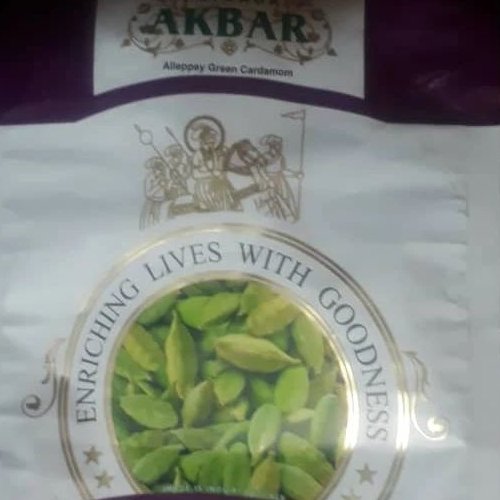 AKBAR
Alleppey Green Cardamom
ENRICHING LIVES WITH GOODNESS